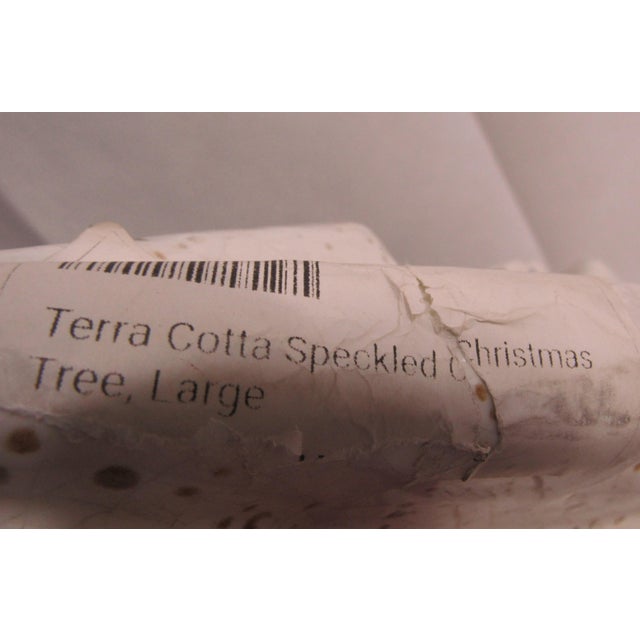 Terra Cotta Speckled Christmas
Tree, Large